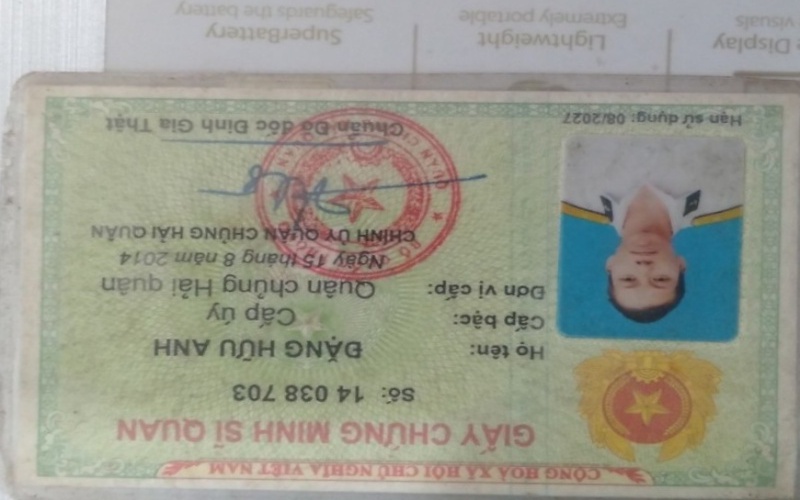 CỘNG HOÀ XÃ HỘI CHỦ NGHĨA VIỆT NAM
GIẤY CHỨNG MINH SĨ QUAN
Số: 14 038 703
Họ tên: ĐẶNG HỮU ANH
Cấp bậc: Cấp úy
Đơn vị cấp: Quân chủng Hải quân
Ngày 15 tháng 8 năm 2014
CHÍNH ỦY QUÂN CHỦNG HẢI QUÂN
Chuẩn Đô đốc Đinh Gia Thật
Hạn sử dụng: 08/2027
Display
visuals
Lightweight
Extremely portable
SuperBattery
Safeguards the battery